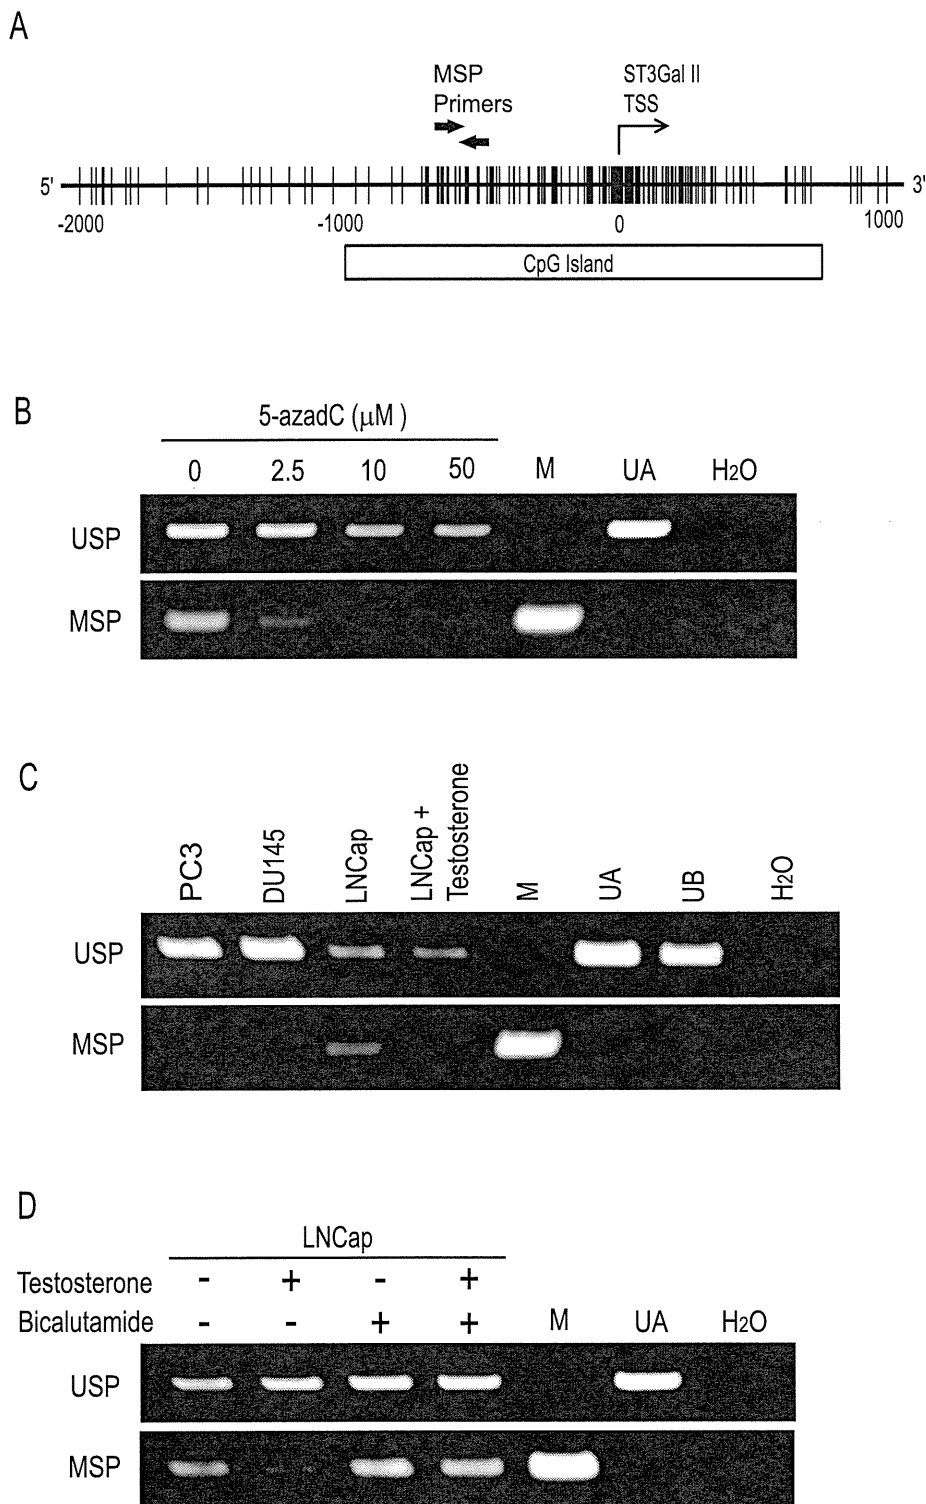 A
MSP
Primers
ST3Gal II
TSS
5'
3'
-2000
-1000
0
1000
CpG Island
B
5-azadC (μM )
0 2.5 10 50 M UA H2O
USP
MSP
C
PC3
DU145
LNCap
LNCap +
Testosterone
M
UA
UB
H2O
USP
MSP
D
LNCap
Testosterone - + - +
Bicalutamide - - + + M UA H2O
USP
MSP